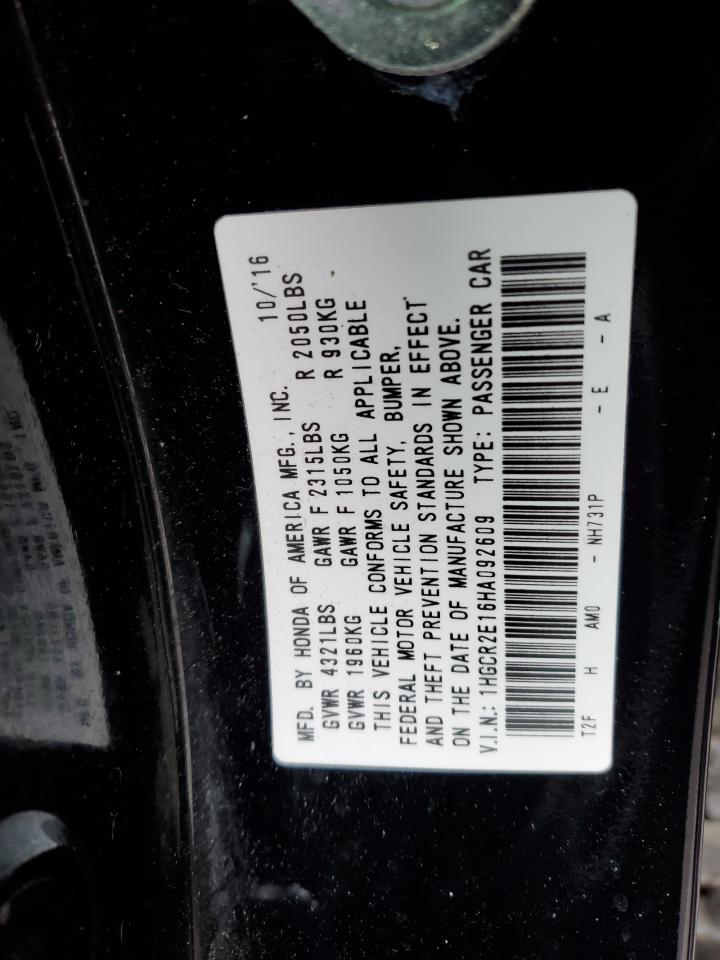 MFD. BY HONDA OF AMERICA MFG., INC. 10/'16
GVWR 4321LBS GAWR F 2315LBS R 2050LBS
GVWR 1960KG GAWR F 1050KG R 930KG
THIS VEHICLE CONFORMS TO ALL APPLICABLE
FEDERAL MOTOR VEHICLE SAFETY, BUMPER,
AND THEFT PREVENTION STANDARDS IN EFFECT
ON THE DATE OF MANUFACTURE SHOWN ABOVE.
V.I.N.: 1HGCR2E16HA092609 TYPE: PASSENGER CAR
T2F H AM0 - NH731P - E - A